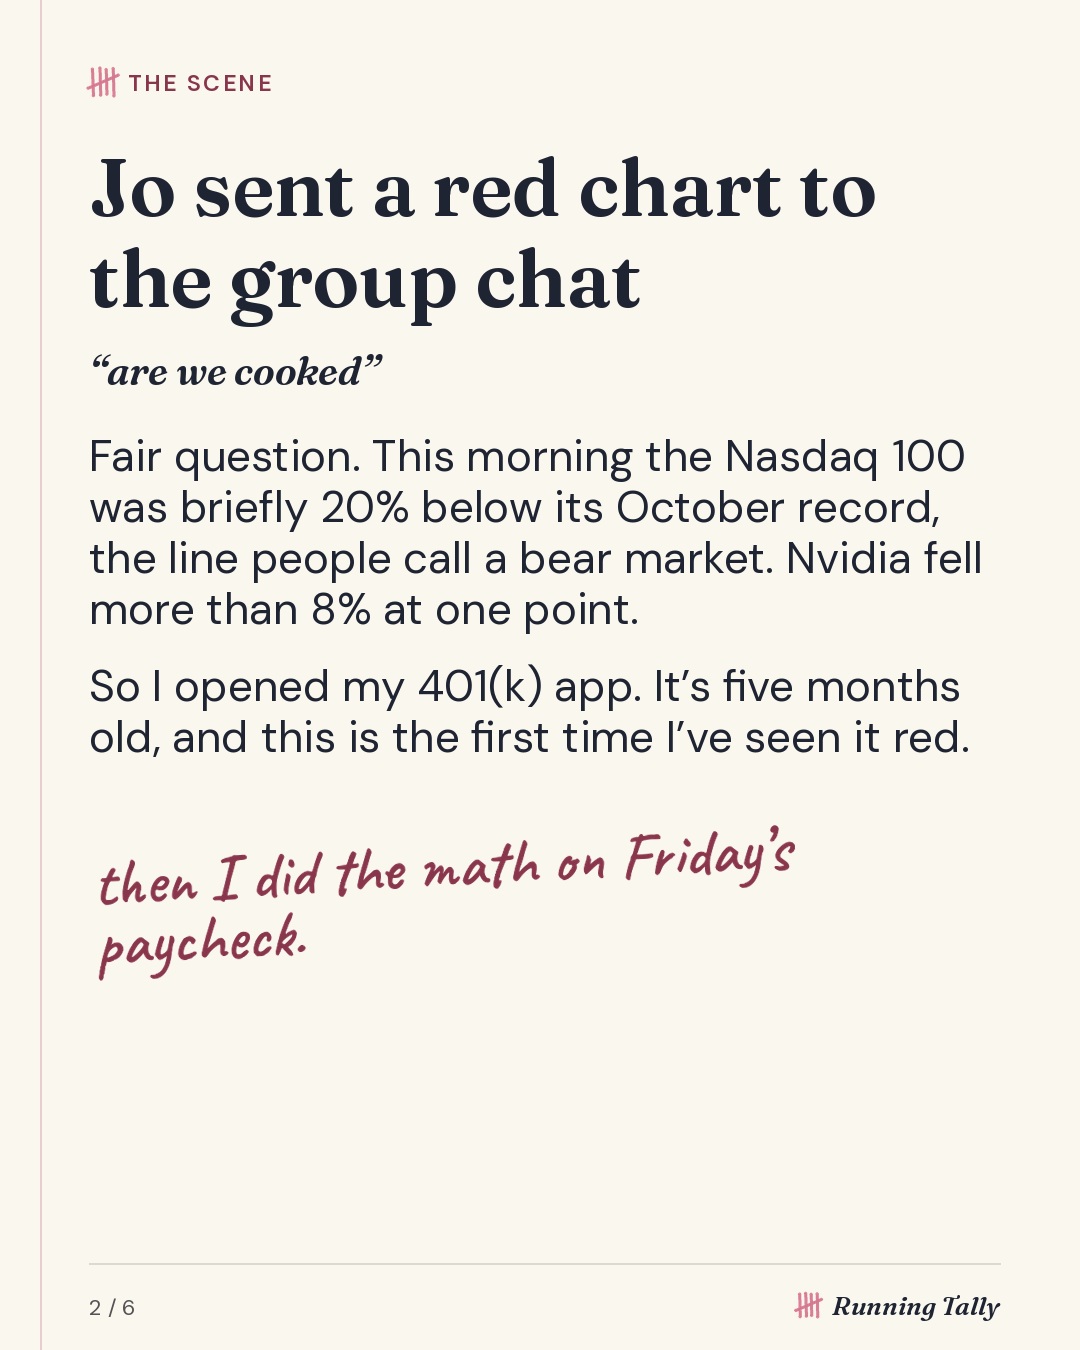 THE SCENE
Jo sent a red chart to
the group chat
“are we cooked”
Fair question. This morning the Nasdaq 100
was briefly 20% below its October record,
the line people call a bear market. Nvidia fell
more than 8% at one point.
So I opened my 401(k) app. It’s five months
old, and this is the first time I’ve seen it red.
then I did the math on Friday’s
paycheck.
2 / 6
Running Tally